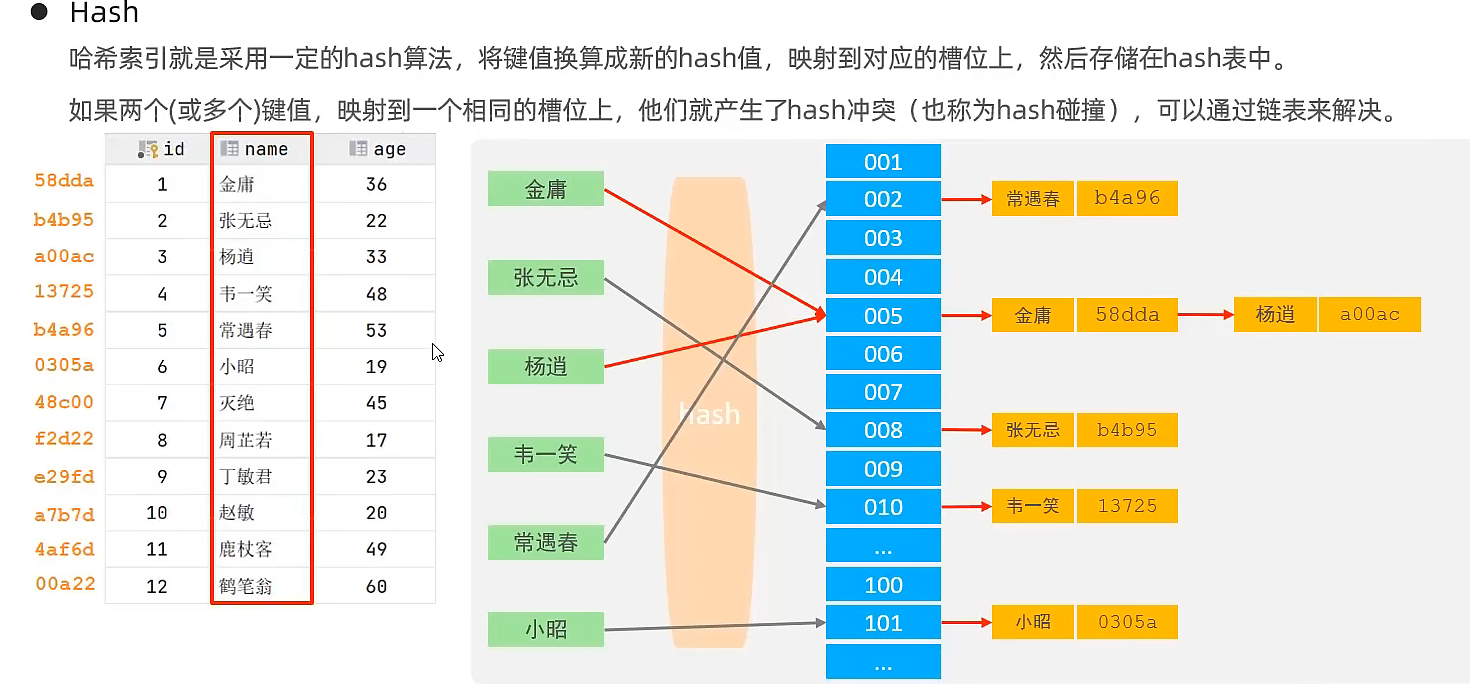 ● Hash
哈希索引就是采用一定的hash算法，将键值换算成新的hash值，映射到对应的槽位上，然后存储在hash表中。
如果两个(或多个)键值，映射到一个相同的槽位上，他们就产生了hash冲突（也称为hash碰撞），可以通过链表来解决。
id name age
58dda 1 金庸 36
b4b95 2 张无忌 22
a00ac 3 杨逍 33
13725 4 韦一笑 48
b4a96 5 常遇春 53
0305a 6 小昭 19
48c00 7 灭绝 45
f2d22 8 周芷若 17
e29fd 9 丁敏君 23
a7b7d 10 赵敏 20
4af6d 11 鹿杖客 49
00a22 12 鹤笔翁 60
金庸
张无忌
杨逍
韦一笑
常遇春
小昭
hash
001
002 常遇春 b4a96
003
004
005 金庸 58dda 杨逍 a00ac
006
007
008 张无忌 b4b95
009
010 韦一笑 13725
...
100
101 小昭 0305a
...